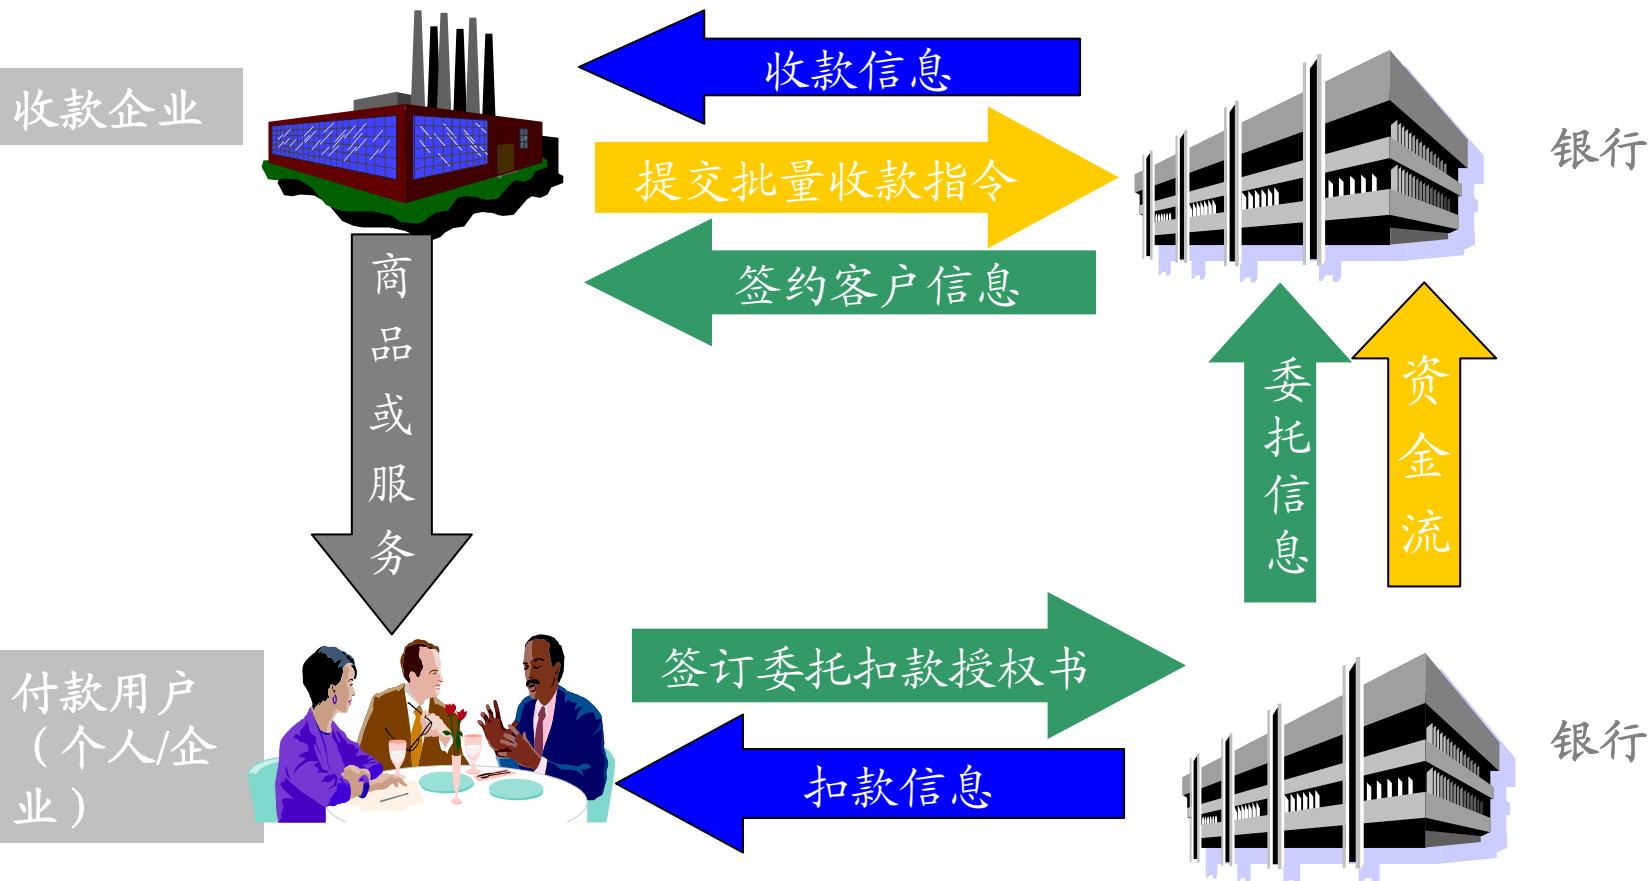 收款信息
收款企业
银行
提交批量收款指令
签约客户信息
商
品
或
服
务
委
托
信
息
资
金
流
签订委托扣款授权书
付款用户
（个人/企
业）
银行
扣款信息